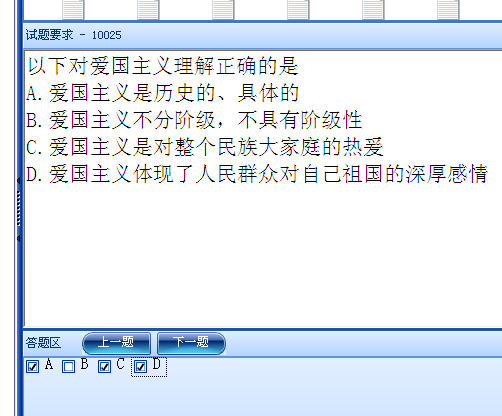 试题要求 - 10025
以下对爱国主义理解正确的是
A. 爱国主义是历史的、具体的
B. 爱国主义不分阶级，不具有阶级性
C. 爱国主义是对整个民族大家庭的热爱
D. 爱国主义体现了人民群众对自己祖国的深厚感情
答题区 上一题 下一题
A B C D